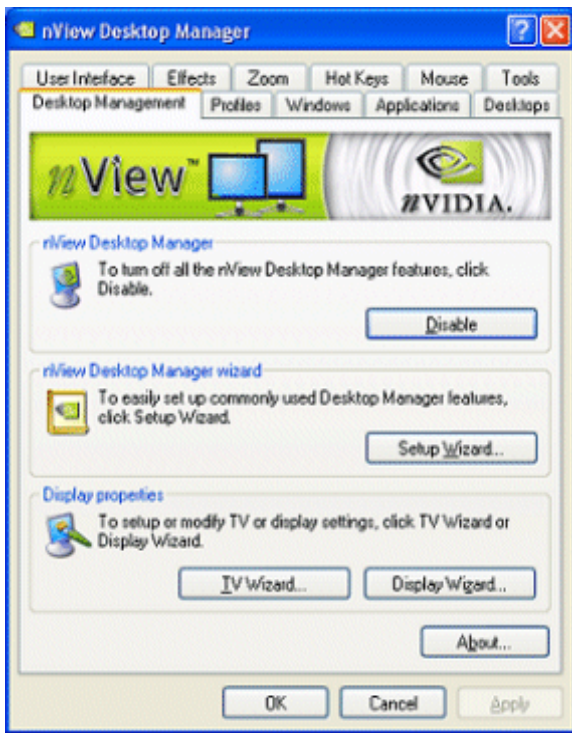 nView Desktop Manager
User Interface Effects Zoom Hot Keys Mouse Tools
Desktop Management Profiles Windows Applications Desktops
nView™ nVIDIA.
nView Desktop Manager
To turn off all the nView Desktop Manager features, click
Disable.
Disable
nView Desktop Manager wizard
To easily set up commonly used Desktop Manager features,
click Setup Wizard.
Setup Wizard...
Display properties
To setup or modify TV or display settings, click TV Wizard or
Display Wizard.
TV Wizard... Display Wizard...
About...
OK Cancel Apply